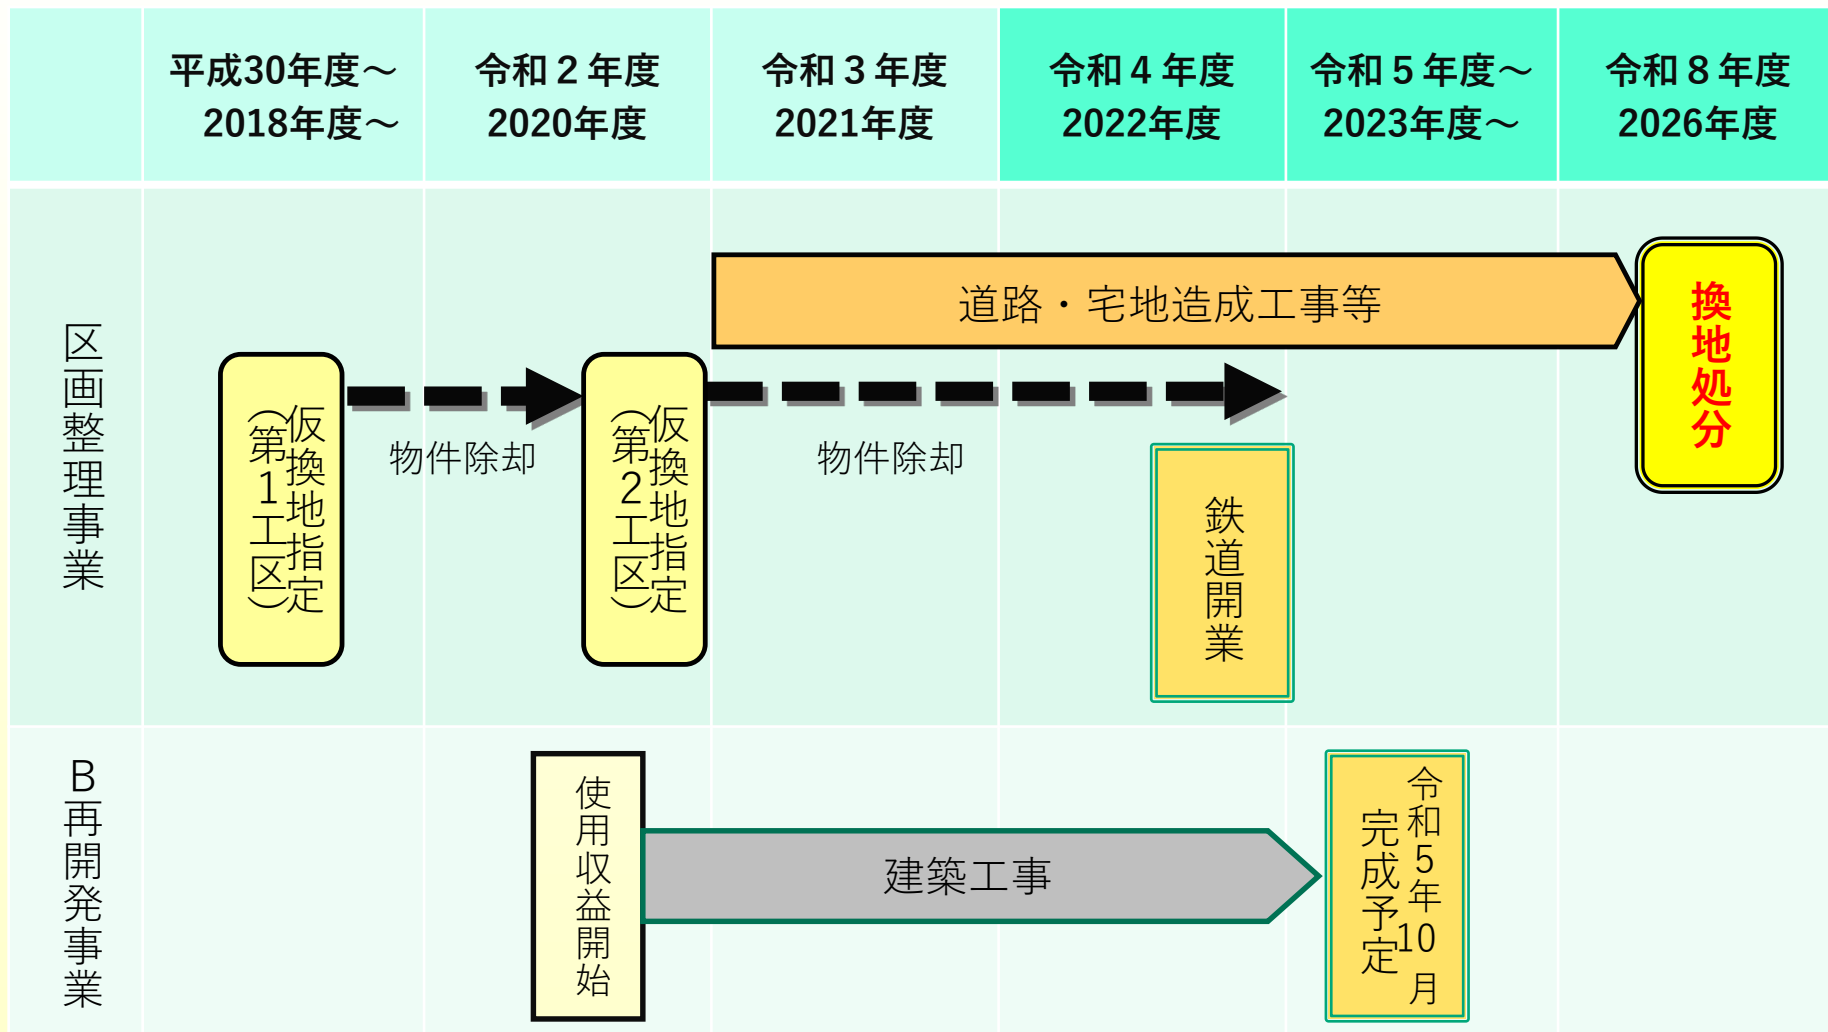 平成30年度～
2018年度～
令和２年度
2020年度
令和３年度
2021年度
令和４年度
2022年度
令和５年度～
2023年度～
令和８年度
2026年度
区画整理事業
道路・宅地造成工事等
換地処分
仮換地指定
（第１工区）
物件除却
仮換地指定
（第２工区）
物件除却
鉄道開業
Ｂ再開発事業
使用収益開始
建築工事
令和５年10月
完成予定